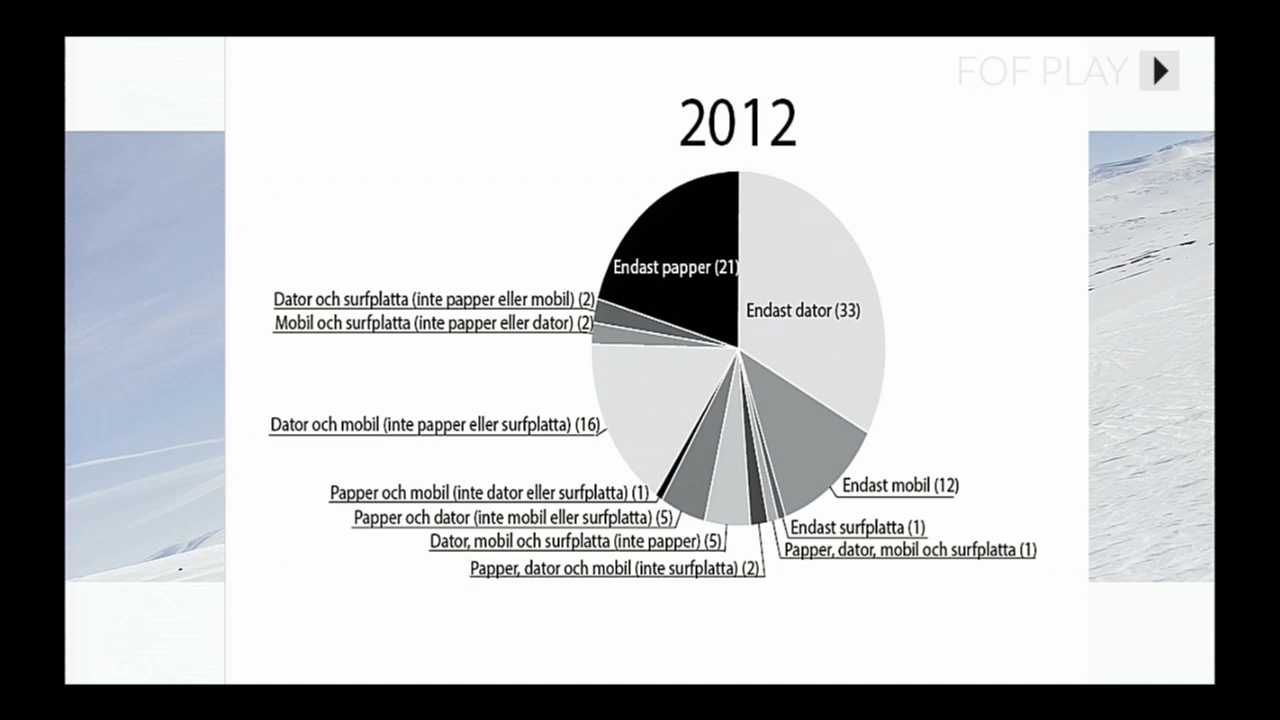 FOF PLAY
2012
Endast papper (21)
Dator och surfplatta (inte papper eller mobil) (2)
Endast dator (33)
Mobil och surfplatta (inte papper eller dator) (2)
Dator och mobil (inte papper eller surfplatta) (16)
Endast mobil (12)
Papper och mobil (inte dator eller surfplatta) (1)
Papper och dator (inte mobil eller surfplatta) (5)
Endast surfplatta (1)
Dator, mobil och surfplatta (inte papper) (5)
Papper, dator, mobil och surfplatta (1)
Papper, dator och mobil (inte surfplatta) (2)